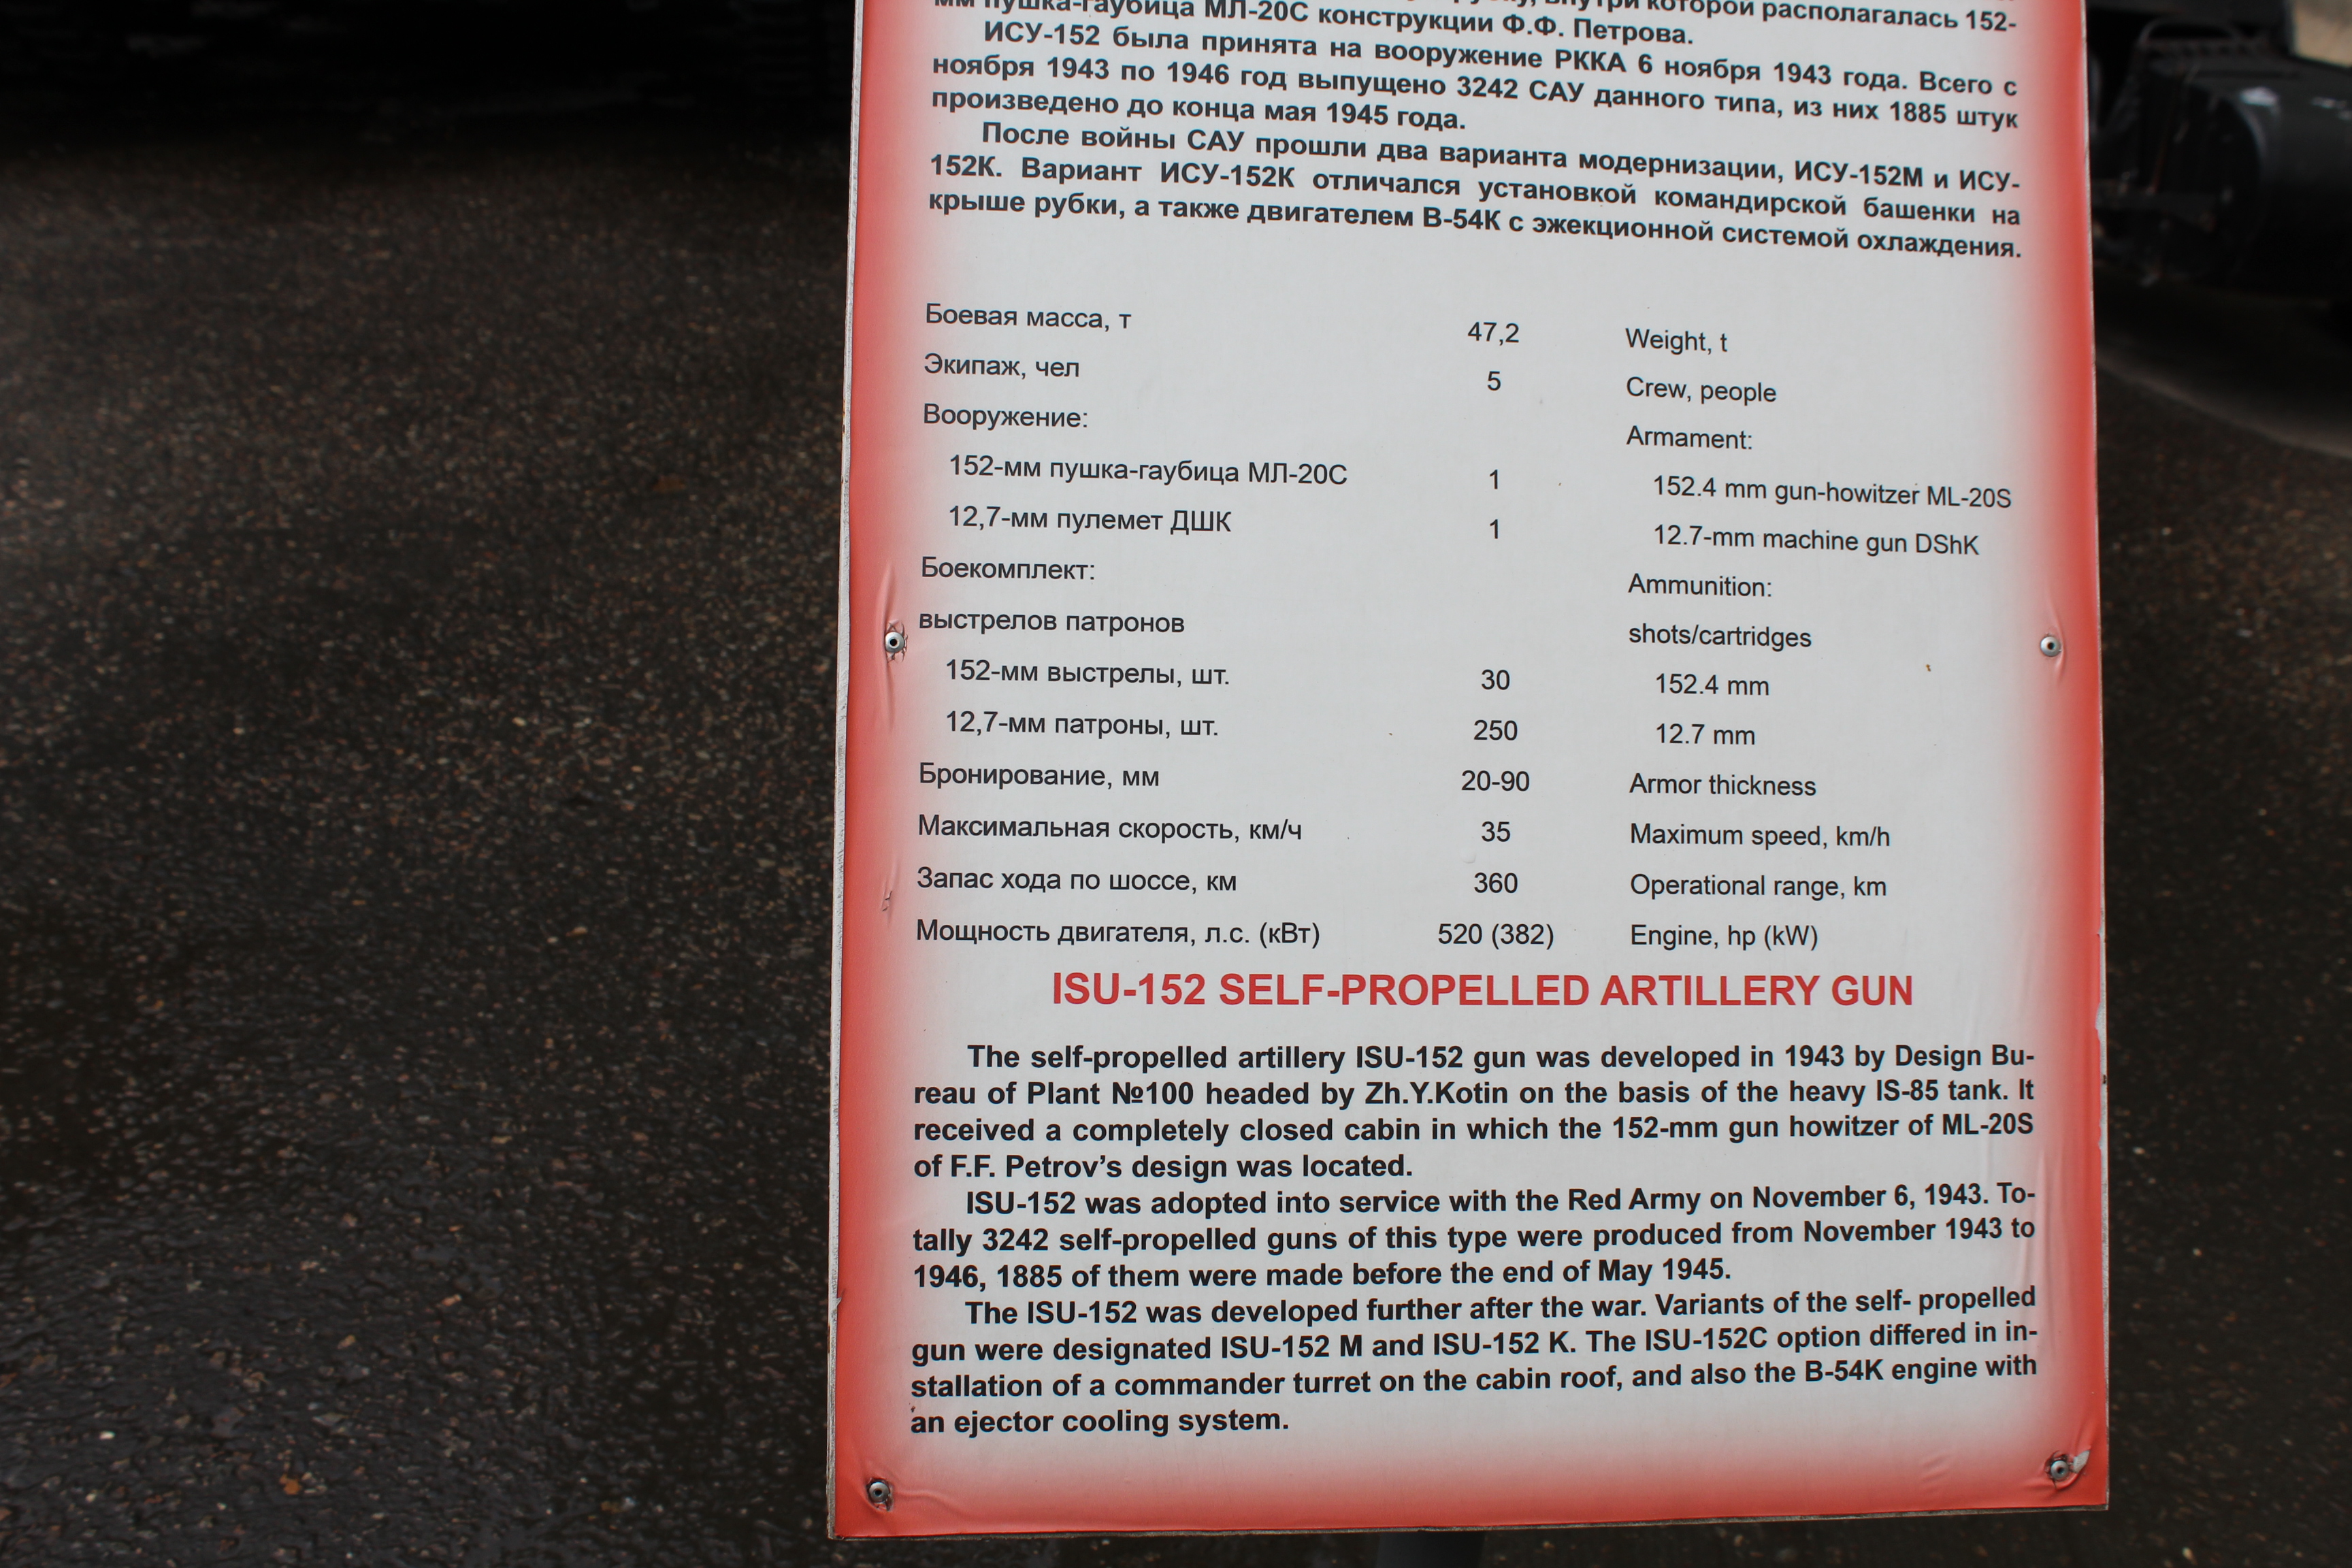 мм пушка-гаубица МЛ-20С конструкции Ф.Ф. Петрова.
внутри которой располагалась 152-
ИСУ-152 была принята на вооружение РККА 6 ноября 1943 года. Всего с
ноября 1943 по 1946 год выпущено 3242 САУ данного типа, из них 1885 штук
произведено до конца мая 1945 года.
После войны САУ прошли два варианта модернизации, ИСУ-152М и ИСУ-
152К. Вариант ИСУ-152К отличался установкой командирской башенки на
крыше рубки, а также двигателем В-54К с эжекционной системой охлаждения.
Боевая масса, т 47,2 Weight, t
Экипаж, чел 5 Crew, people
Вооружение: Armament:
152-мм пушка-гаубица МЛ-20С 1 152.4 mm gun-howitzer ML-20S
12,7-мм пулемет ДШК 1 12.7-mm machine gun DShK
Боекомплект: Ammunition:
выстрелов патронов shots/cartridges
152-мм выстрелы, шт. 30 152.4 mm
12,7-мм патроны, шт. 250 12.7 mm
Бронирование, мм 20-90 Armor thickness
Максимальная скорость, км/ч 35 Maximum speed, km/h
Запас хода по шоссе, км 360 Operational range, km
Мощность двигателя, л.с. (кВт) 520 (382) Engine, hp (kW)
ISU-152 SELF-PROPELLED ARTILLERY GUN
The self-propelled artillery ISU-152 gun was developed in 1943 by Design Bu-
reau of Plant №100 headed by Zh.Y.Kotin on the basis of the heavy IS-85 tank. It
received a completely closed cabin in which the 152-mm gun howitzer of ML-20S
of F.F. Petrov’s design was located.
ISU-152 was adopted into service with the Red Army on November 6, 1943. To-
tally 3242 self-propelled guns of this type were produced from November 1943 to
1946, 1885 of them were made before the end of May 1945.
The ISU-152 was developed further after the war. Variants of the self- propelled
gun were designated ISU-152 M and ISU-152 K. The ISU-152C option differed in in-
stallation of a commander turret on the cabin roof, and also the B-54K engine with
an ejector cooling system.